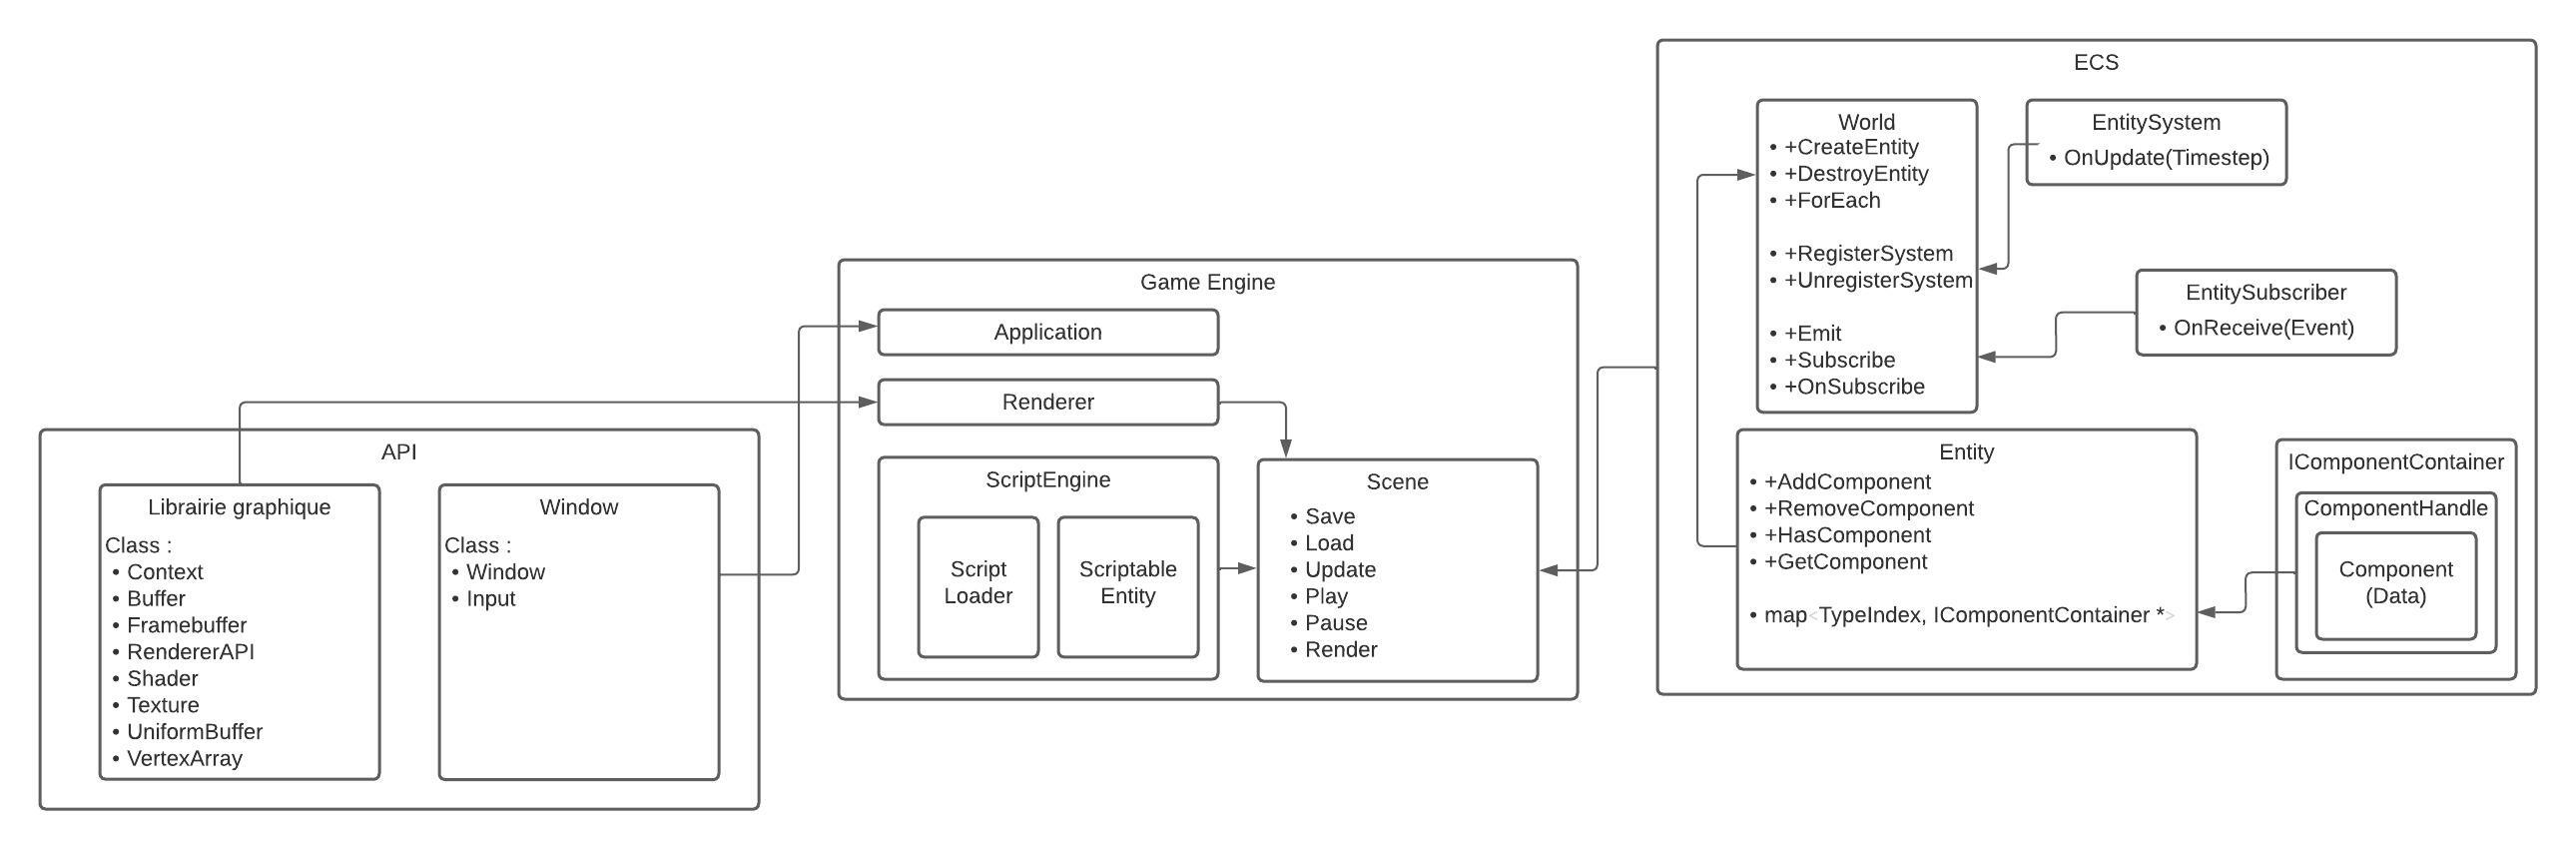 API
Librairie graphique
Class :
• Context
• Buffer
• Framebuffer
• RendererAPI
• Shader
• Texture
• UniformBuffer
• VertexArray
Window
Class :
• Window
• Input
Game Engine
Application
Renderer
ScriptEngine
Script
Loader
Scriptable
Entity
Scene
• Save
• Load
• Update
• Play
• Pause
• Render
ECS
World
• +CreateEntity
• +DestroyEntity
• +ForEach
• +RegisterSystem
• +UnregisterSystem
• +Emit
• +Subscribe
• +OnSubscribe
EntitySystem
• OnUpdate(Timestep)
EntitySubscriber
• OnReceive(Event)
Entity
• +AddComponent
• +RemoveComponent
• +HasComponent
• +GetComponent
• map<TypeIndex, IComponentContainer *>
IComponentContainer
ComponentHandle
Component
(Data)